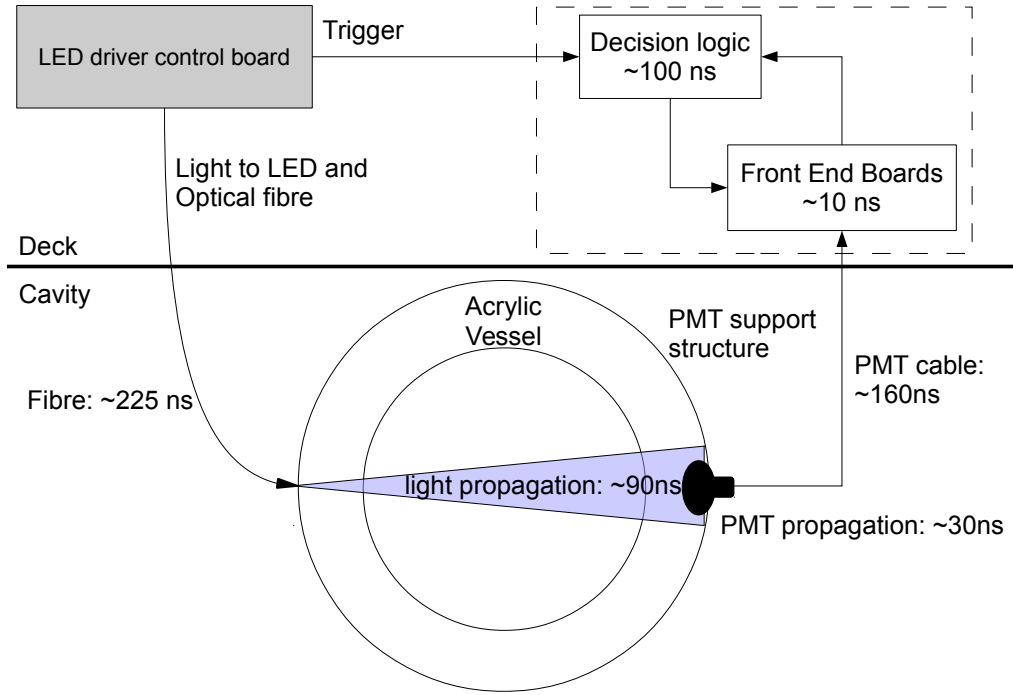 LED driver control board
Trigger
Decision logic
~100 ns
Light to LED and
Optical fibre
Front End Boards
~10 ns
Deck
Cavity
Acrylic
Vessel
PMT support
structure
PMT cable:
~160ns
Fibre: ~225 ns
light propagation: ~90ns
PMT propagation: ~30ns